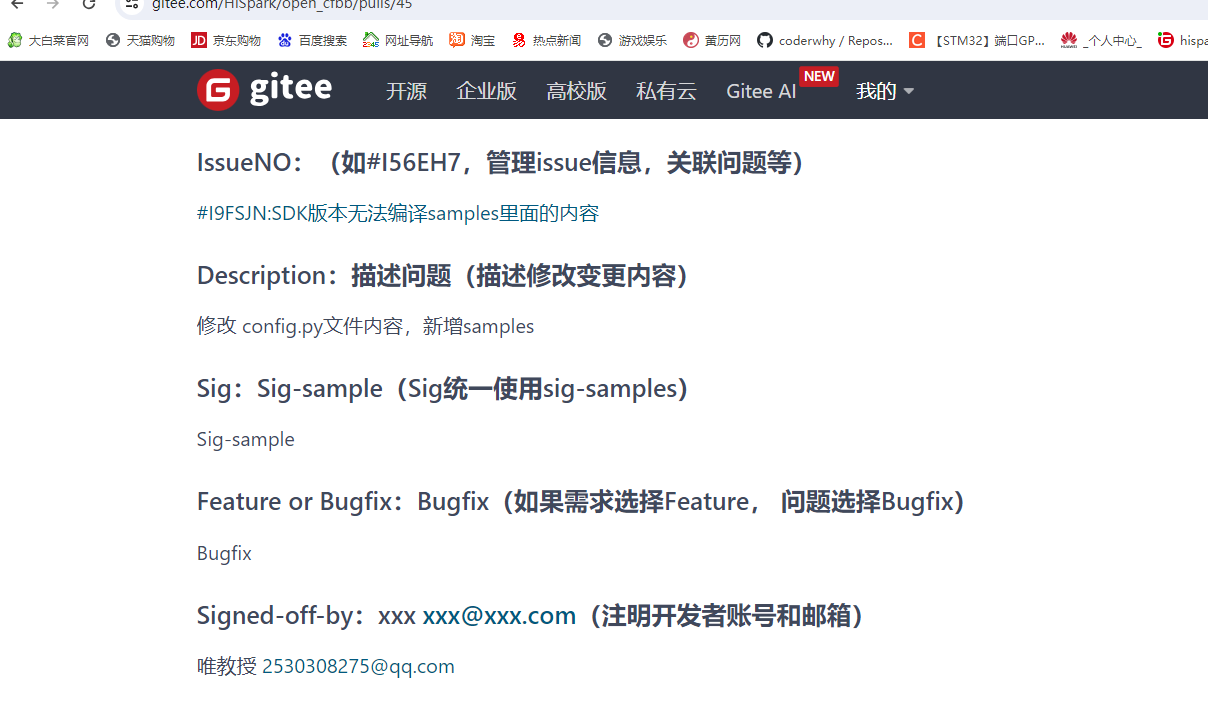 gitee.com/HiSpark/open_cfbb/pulls/45
大白菜官网 天猫购物 JD 京东购物 百度搜索 2345 网址导航 淘 淘宝 热点新闻 游戏娱乐 黄历网 coderwhy / Repos... C 【STM32】端口GP... HUAWEI _个人中心_ G hispa
G gitee 开源 企业版 高校版 私有云 Gitee AI NEW 我的
IssueNO：（如#I56EH7，管理issue信息，关联问题等）
#I9FSJN:SDK版本无法编译samples里面的内容
Description：描述问题（描述修改变更内容）
修改 config.py文件内容，新增samples
Sig：Sig-sample（Sig统一使用sig-samples）
Sig-sample
Feature or Bugfix：Bugfix（如果需求选择Feature， 问题选择Bugfix）
Bugfix
Signed-off-by：xxx xxx@xxx.com（注明开发者账号和邮箱）
唯教授 2530308275@qq.com